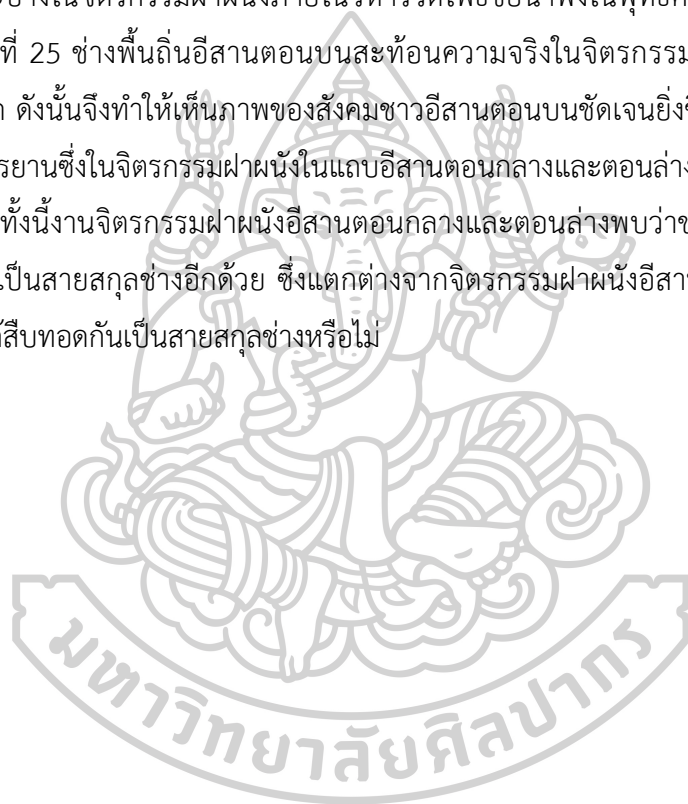 ที่ 25 ช่างพื้นถิ่นอีสานตอนบนสะท้อนความจริงในจิตรกรรม
ดังนั้นจึงทำให้เห็นภาพของสังคมชาวอีสานตอนบนชัดเจนยิ่ง
รยานซึ่งในจิตรกรรมฝาผนังในแถบอีสานตอนกลางและตอนล่าง
ทั้งนี้งานจิตรกรรมฝาผนังอีสานตอนกลางและตอนล่างพบว่า
เป็นสายสกุลช่างอีกด้วย ซึ่งแตกต่างจากจิตรกรรมฝาผนังอีสา
สืบทอดกันเป็นสายสกุลช่างหรือไม่
มหาวิทยาลัยศิลปากร